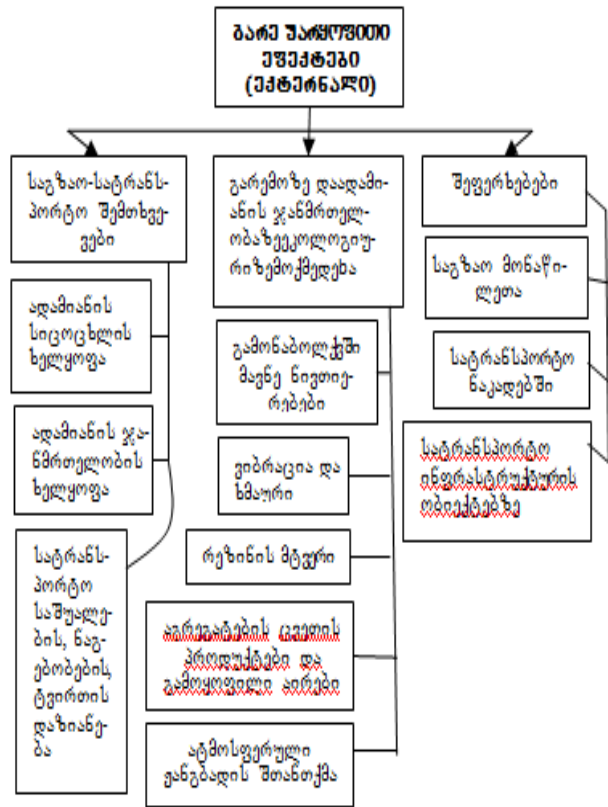 ᲒᲐᲠᲔ ᲣᲐᲠᲧᲝᲤᲘᲗᲘ
ᲔᲤᲔᲥᲢᲔᲑᲘ
(ᲔᲥᲢᲔᲠᲜᲐᲚᲘ)
საგზაო-სატრანს-
პორტო შემთხვე-
ვები
ადამიანის
სიცოცხლის
ხელყოფა
ადამიანის ჯა-
ნმრთელობის
ხელყოფა
სატრანს-
პორტო
საშუალე-
ბის, ნაგ-
ებობების,
ტვირთის
დაზიანე-
ბა
გარემოზე დაადამი-
ანის ჯანმრთელ-
ობაზეეკოლოგიუ-
რიზემოქმედეხა
გამონაბოლქვში
მავნე ნივთიე-
რებები
ვიბრაცია და
ხმაური
რეზინის მტვერი
აგრეგატების ცვეთის
პროდუქტები და
გამოყოფილი აირები
ატმოსფერული
ჟანგბადის შთანთქმა
შეფერხებები
საგზაო მონაწი-
ლეთა
სატრანსპორტო
ნაკადებში
სატრანსპორტო
ინფრასტრუქტურის
ობიექტებზე